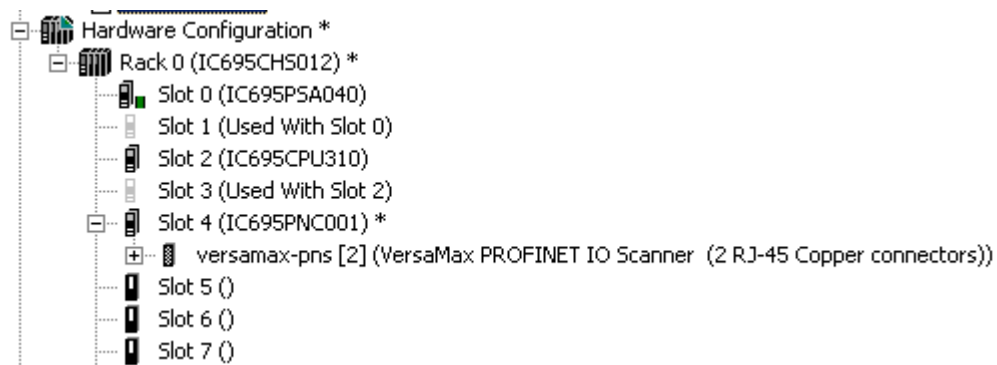 Hardware Configuration *
Rack 0 (IC695CHS012) *
Slot 0 (IC695PSA040)
Slot 1 (Used With Slot 0)
Slot 2 (IC695CPU310)
Slot 3 (Used With Slot 2)
Slot 4 (IC695PNC001) *
versamax-pns [2] (VersaMax PROFINET IO Scanner (2 RJ-45 Copper connectors))
Slot 5 ()
Slot 6 ()
Slot 7 ()